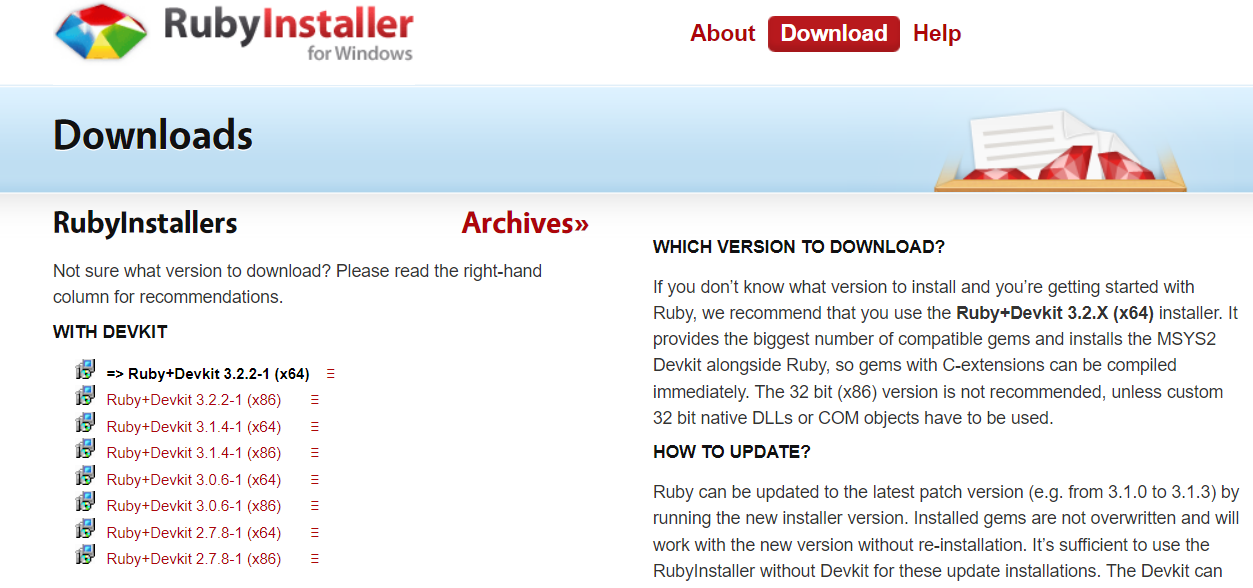 RubyInstaller
for Windows
About Download Help
Downloads
RubyInstallers Archives»
Not sure what version to download? Please read the right-hand
column for recommendations.
WITH DEVKIT
=> Ruby+Devkit 3.2.2-1 (x64)
Ruby+Devkit 3.2.2-1 (x86)
Ruby+Devkit 3.1.4-1 (x64)
Ruby+Devkit 3.1.4-1 (x86)
Ruby+Devkit 3.0.6-1 (x64)
Ruby+Devkit 3.0.6-1 (x86)
Ruby+Devkit 2.7.8-1 (x64)
Ruby+Devkit 2.7.8-1 (x86)
WHICH VERSION TO DOWNLOAD?
If you don’t know what version to install and you’re getting started with
Ruby, we recommend that you use the Ruby+Devkit 3.2.X (x64) installer. It
provides the biggest number of compatible gems and installs the MSYS2
Devkit alongside Ruby, so gems with C-extensions can be compiled
immediately. The 32 bit (x86) version is not recommended, unless custom
32 bit native DLLs or COM objects have to be used.
HOW TO UPDATE?
Ruby can be updated to the latest patch version (e.g. from 3.1.0 to 3.1.3) by
running the new installer version. Installed gems are not overwritten and will
work with the new version without re-installation. It’s sufficient to use the
RubyInstaller without Devkit for these update installations. The Devkit can